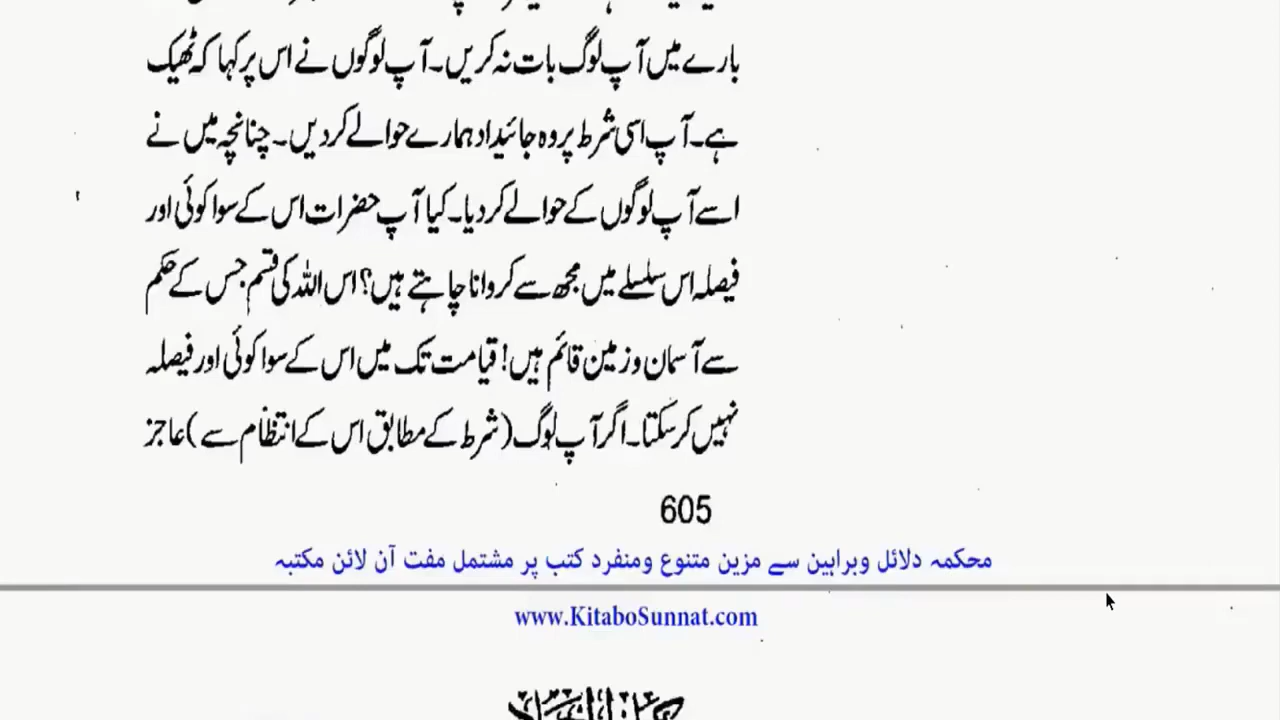 بارے میں آپ لوگ بات نہ کریں۔ آپ لوگوں نے اس پر کہا کہ ٹھیک
ہے۔ آپ اسی شرط پر وہ جائیداد ہمارے حوالے کر دیں۔ چنانچہ میں نے
اسے آپ لوگوں کے حوالے کر دیا۔ کیا آپ حضرات اس کے سوا کوئی اور
فیصلہ اس سلسلے میں مجھ سے کروانا چاہتے ہیں؟ اس اللہ کی قسم جس کے حکم
سے آسمان و زمین قائم ہیں! قیامت تک میں اس کے سوا کوئی اور فیصلہ
نہیں کر سکتا۔ اگر آپ لوگ (شرط کے مطابق اس کے انتظام سے) عاجز
605
محکمہ دلائل وبراہین سے مزین متنوع ومنفرد کتب پر مشتمل مفت آن لائن مکتبہ
www.KitaboSunnat.com